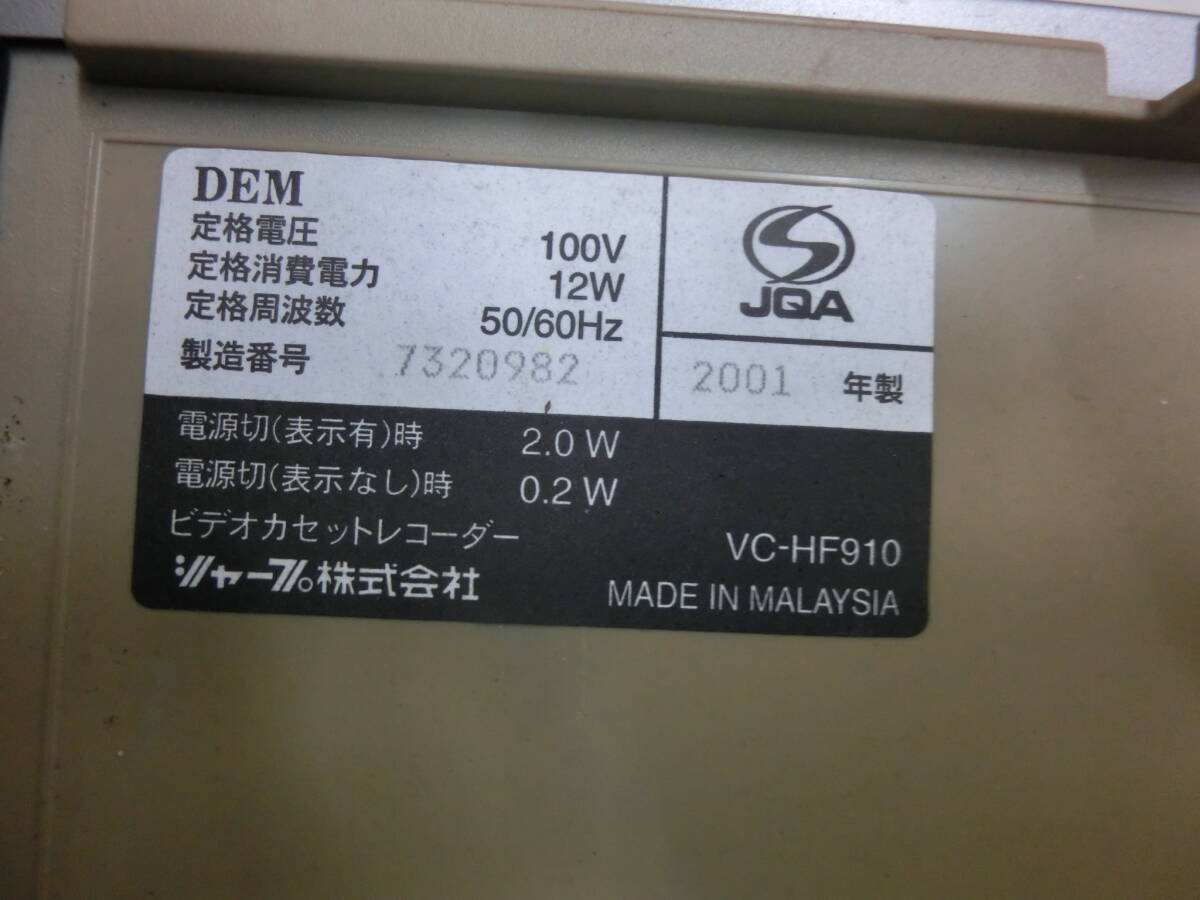 DEM
定格電圧 100V
定格消費電力 12W
定格周波数 50/60Hz
製造番号 7320982
JQA
2001 年製
電源切(表示有)時 2.0 W
電源切(表示なし)時 0.2 W
ビデオカセットレコーダー
シャープ株式会社
VC-HF910
MADE IN MALAYSIA